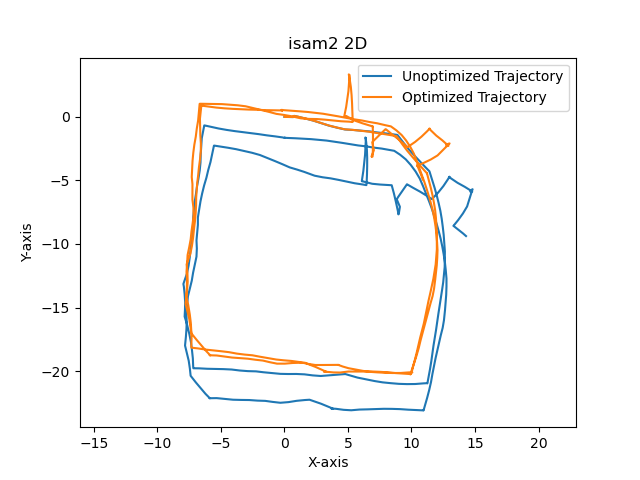 isam2 2D
Unoptimized Trajectory
Optimized Trajectory
Y-axis
0
−5
−10
−15
−20
−15
−10
−5
0
5
10
15
20
X-axis